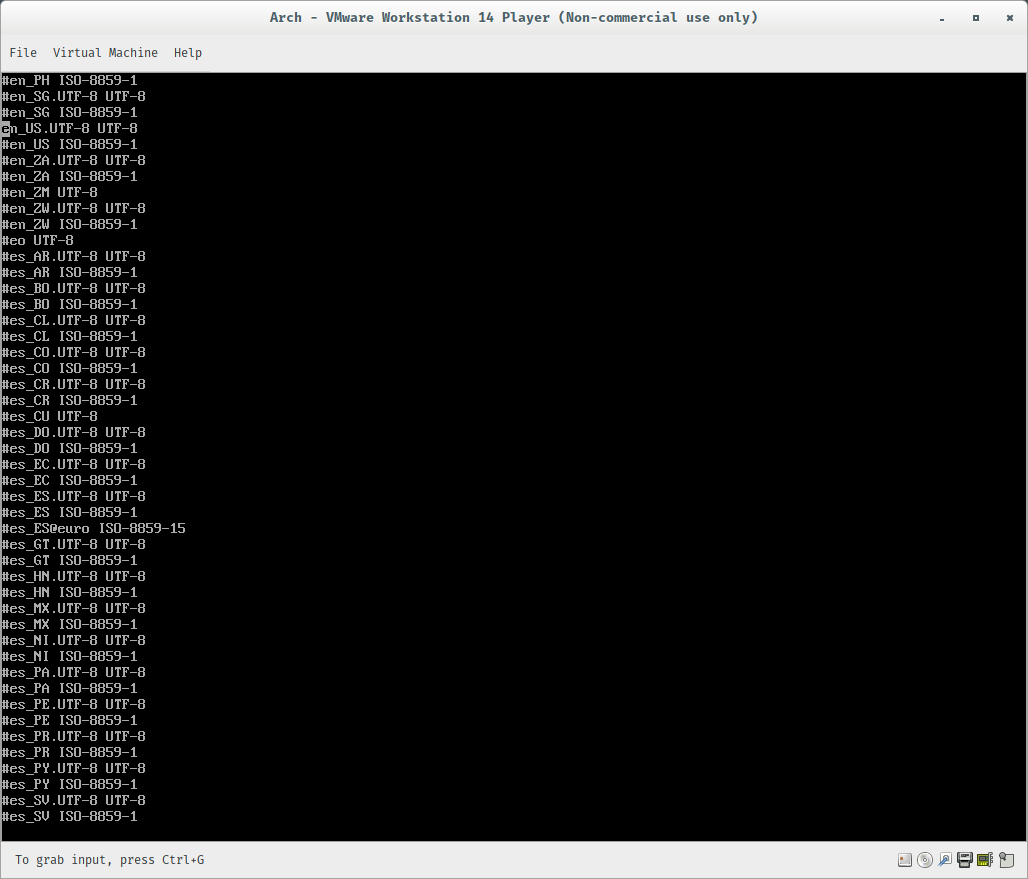 Arch - VMware Workstation 14 Player (Non-commercial use only)
File Virtual Machine Help
#en_PH ISO-8859-1
#en_SG.UTF-8 UTF-8
#en_SG ISO-8859-1
en_US.UTF-8 UTF-8
#en_US ISO-8859-1
#en_ZA.UTF-8 UTF-8
#en_ZA ISO-8859-1
#en_ZM UTF-8
#en_ZW.UTF-8 UTF-8
#en_ZW ISO-8859-1
#eo UTF-8
#es_AR.UTF-8 UTF-8
#es_AR ISO-8859-1
#es_BO.UTF-8 UTF-8
#es_BO ISO-8859-1
#es_CL.UTF-8 UTF-8
#es_CL ISO-8859-1
#es_CO.UTF-8 UTF-8
#es_CO ISO-8859-1
#es_CR.UTF-8 UTF-8
#es_CR ISO-8859-1
#es_CU UTF-8
#es_DO.UTF-8 UTF-8
#es_DO ISO-8859-1
#es_EC.UTF-8 UTF-8
#es_EC ISO-8859-1
#es_ES.UTF-8 UTF-8
#es_ES ISO-8859-1
#es_ES@euro ISO-8859-15
#es_GT.UTF-8 UTF-8
#es_GT ISO-8859-1
#es_HN.UTF-8 UTF-8
#es_HN ISO-8859-1
#es_MX.UTF-8 UTF-8
#es_MX ISO-8859-1
#es_NI.UTF-8 UTF-8
#es_NI ISO-8859-1
#es_PA.UTF-8 UTF-8
#es_PA ISO-8859-1
#es_PE.UTF-8 UTF-8
#es_PE ISO-8859-1
#es_PR.UTF-8 UTF-8
#es_PR ISO-8859-1
#es_PY.UTF-8 UTF-8
#es_PY ISO-8859-1
#es_SV.UTF-8 UTF-8
#es_SV ISO-8859-1
To grab input, press Ctrl+G